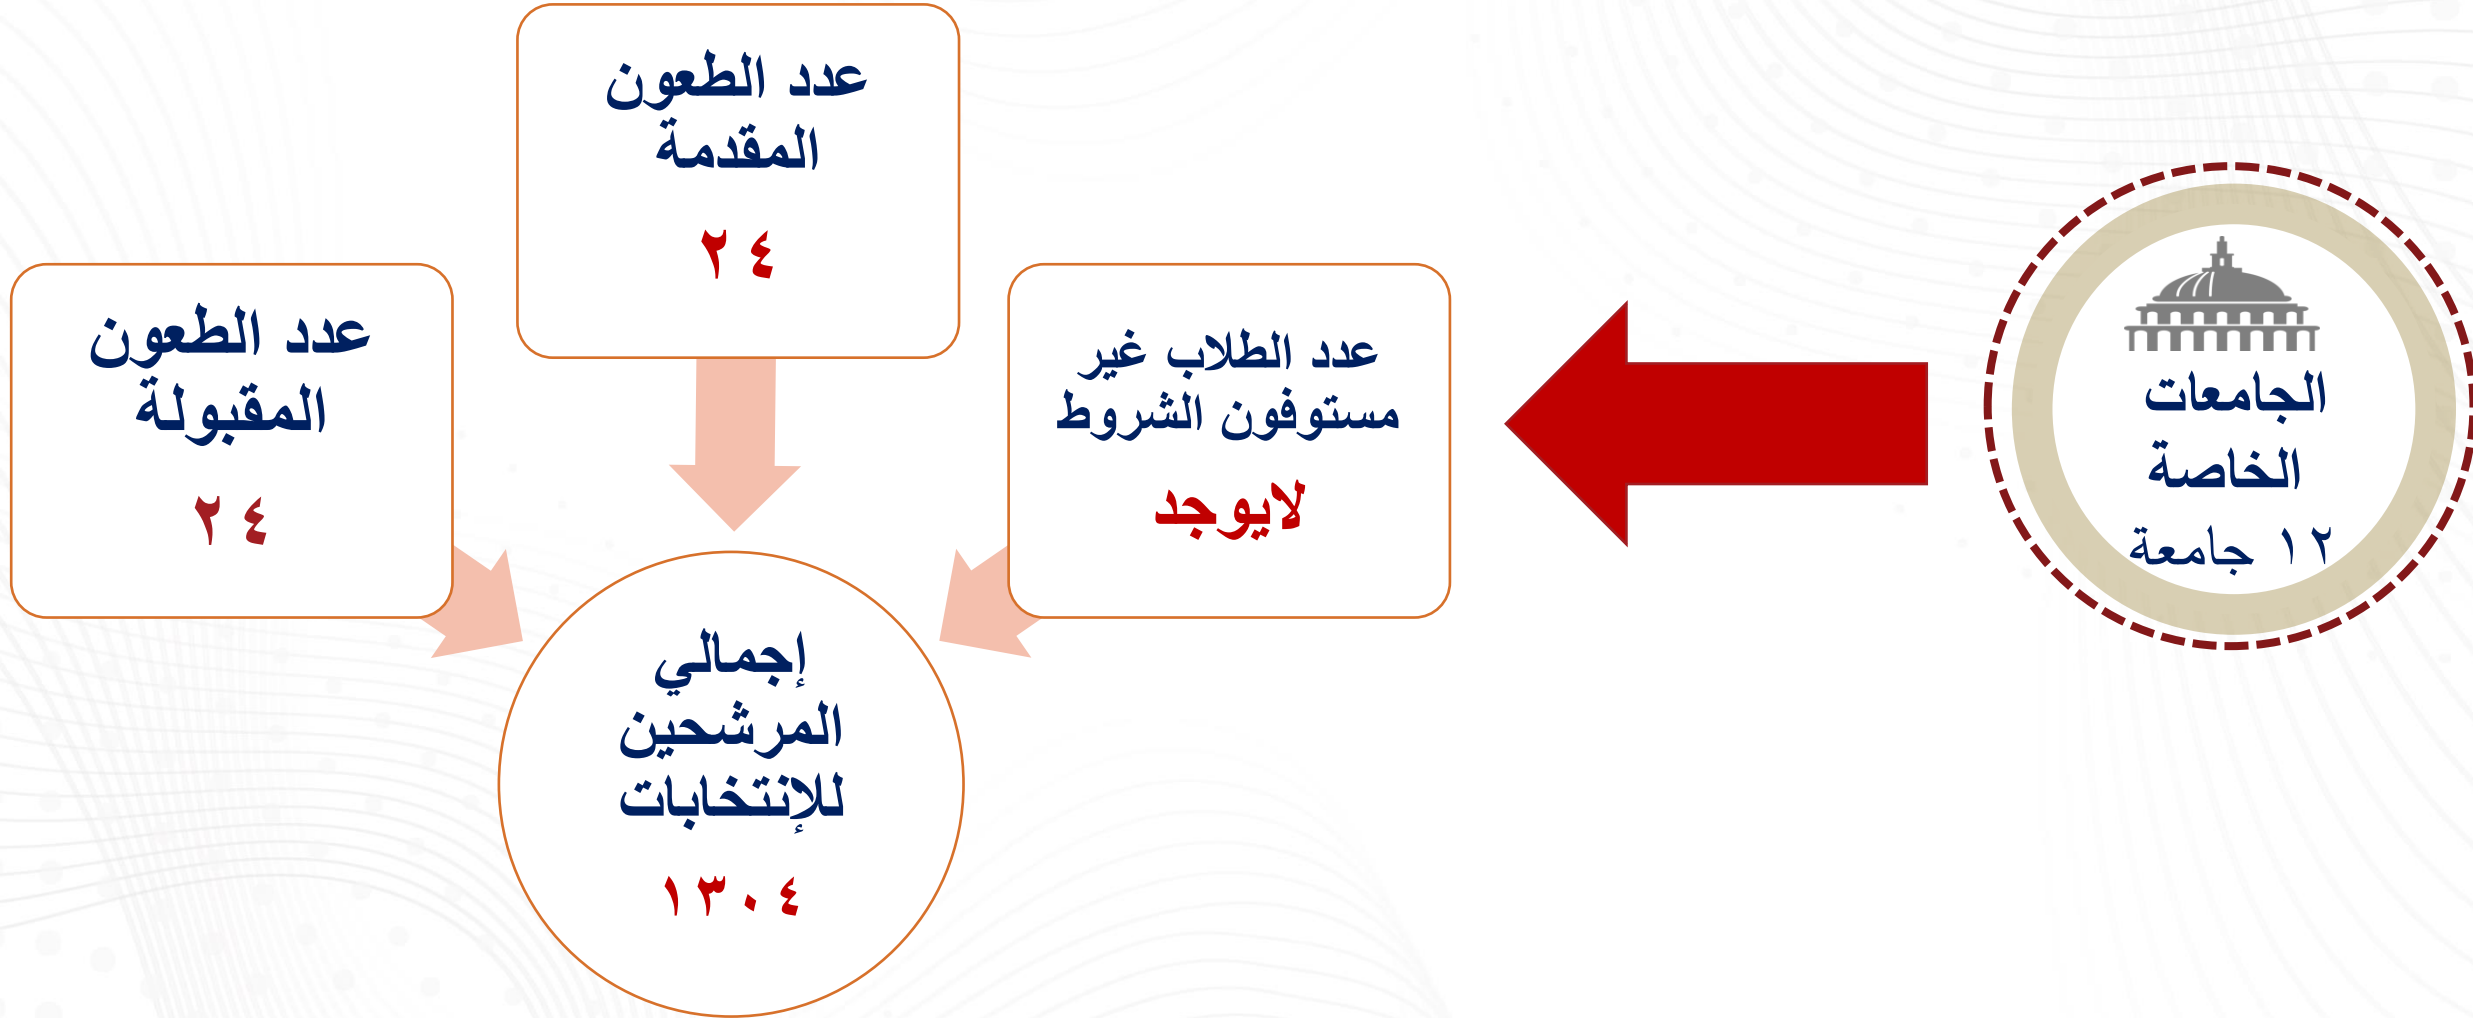 الجامعات
الخاصة
١٢ جامعة
عدد الطلاب غير
مستوفون الشروط
لايوجد
عدد الطعون
المقدمة
٢٤
عدد الطعون
المقبولة
٢٤
إجمالي
المرشحين
للإنتخابات
١٣٠٤